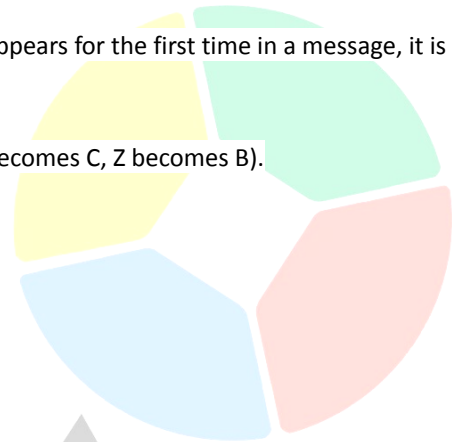 ppears for the first time in a message, it is
ecomes C, Z becomes B).